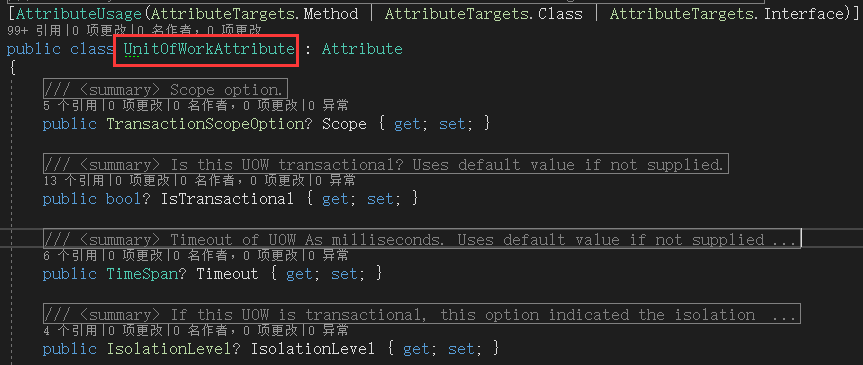 [AttributeUsage(AttributeTargets.Method | AttributeTargets.Class | AttributeTargets.Interface)]
99+ 引用|0 项更改|0 名作者，0 项更改
public class UnitOfWorkAttribute : Attribute
{
/// <summary> Scope option.
5 个引用|0 项更改|0 名作者，0 项更改|0 异常
public TransactionScopeOption? Scope { get; set; }
/// <summary> Is this UOW transactional? Uses default value if not supplied.
13 个引用|0 项更改|0 名作者，0 项更改|0 异常
public bool? IsTransactional { get; set; }
/// <summary> Timeout of UOW As milliseconds. Uses default value if not supplied ...
6 个引用|0 项更改|0 名作者，0 项更改|0 异常
public TimeSpan? Timeout { get; set; }
/// <summary> If this UOW is transactional, this option indicated the isolation ...
4 个引用|0 项更改|0 名作者，0 项更改|0 异常
public IsolationLevel? IsolationLevel { get; set; }